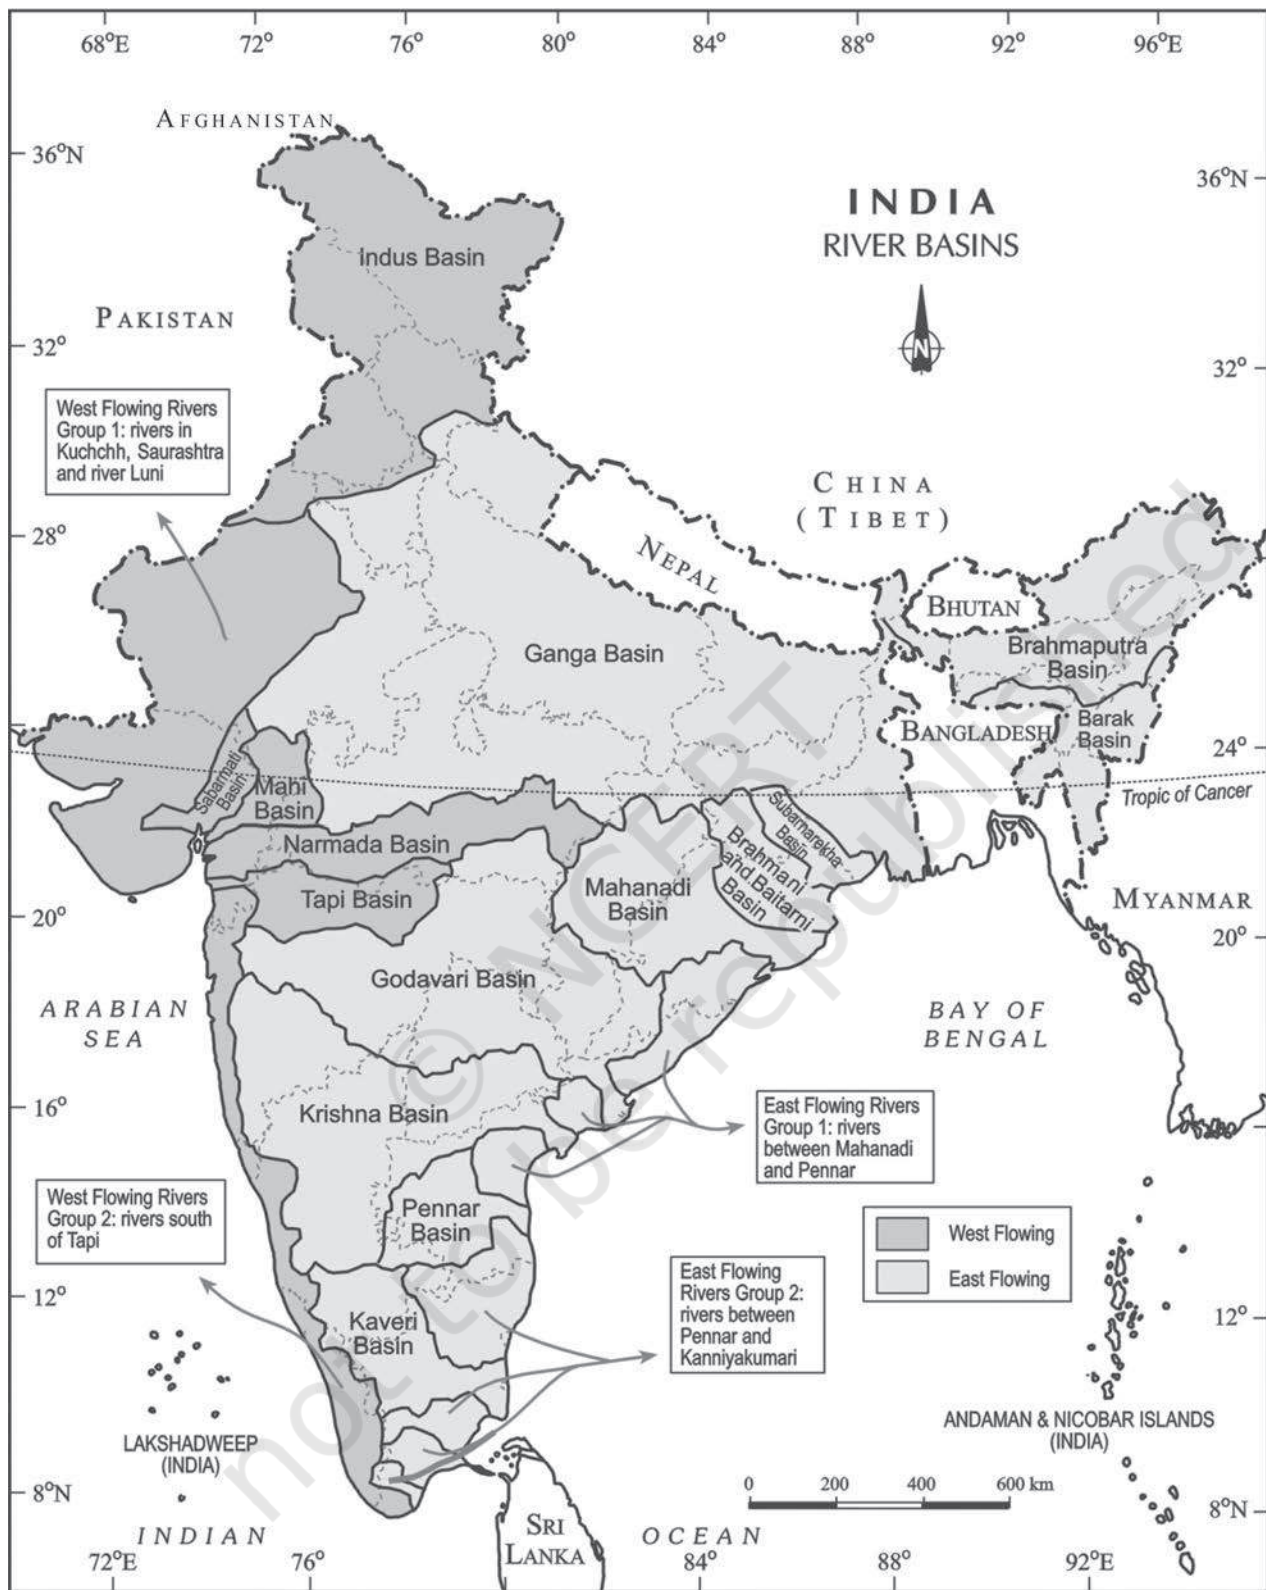 68°E 72° 76° 80° 84° 88° 92° 96°E
AFGHANISTAN
36°N
36°N
INDIA
RIVER BASINS
Indus Basin
N
PAKISTAN
32°
32°
West Flowing Rivers
Group 1: rivers in
Kuchchh, Saurashtra
and river Luni
CHINA
(TIBET)
28°
28°
NEPAL
BHUTAN
Ganga Basin
Brahmaputra
Basin
BANGLADESH
Barak
Basin
24°
Sabarmati
Basin
Mahi
Basin
Tropic of Cancer
Subarnarekha
Basin
Narmada Basin
Brahmani
and Baitarni
Basin
Tapi Basin
Mahanadi
Basin
MYANMAR
20°
20°
Godavari Basin
ARABIAN
SEA
BAY OF
BENGAL
16°
16°
Krishna Basin
East Flowing Rivers
Group 1: rivers
between Mahanadi
and Pennar
West Flowing Rivers
Group 2: rivers south
of Tapi
Pennar
Basin
West Flowing
East Flowing
East Flowing
Rivers Group 2:
rivers between
Pennar and
Kanniyakumari
12°
12°
Kaveri
Basin
LAKSHADWEEP
(INDIA)
ANDAMAN & NICOBAR ISLANDS
(INDIA)
8°N
8°N
0 200 400 600 km
SRI
LANKA
INDIAN OCEAN
72°E 76° 84° 88° 92°E
© NCERT
not to be republished